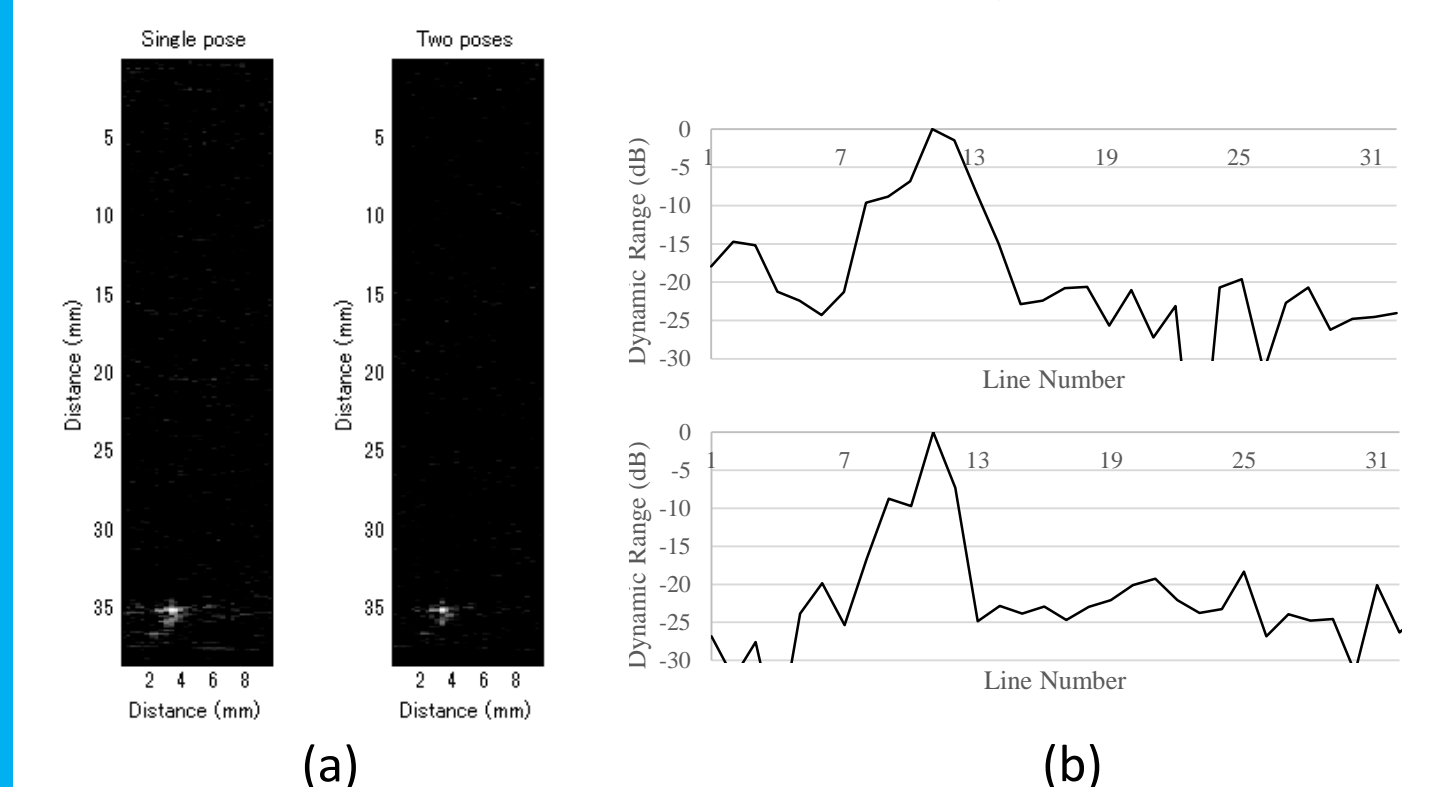 Single pose
5
10
15
20
25
30
35
Distance (mm)
2 4 6 8
Distance (mm)
Two poses
5
10
15
20
25
30
35
Distance (mm)
2 4 6 8
Distance (mm)
(a)
0
-5
-10
-15
-20
-25
-30
Dynamic Range (dB)
1 7 13 19 25 31
Line Number
0
-5
-10
-15
-20
-25
-30
Dynamic Range (dB)
1 7 13 19 25 31
Line Number
(b)